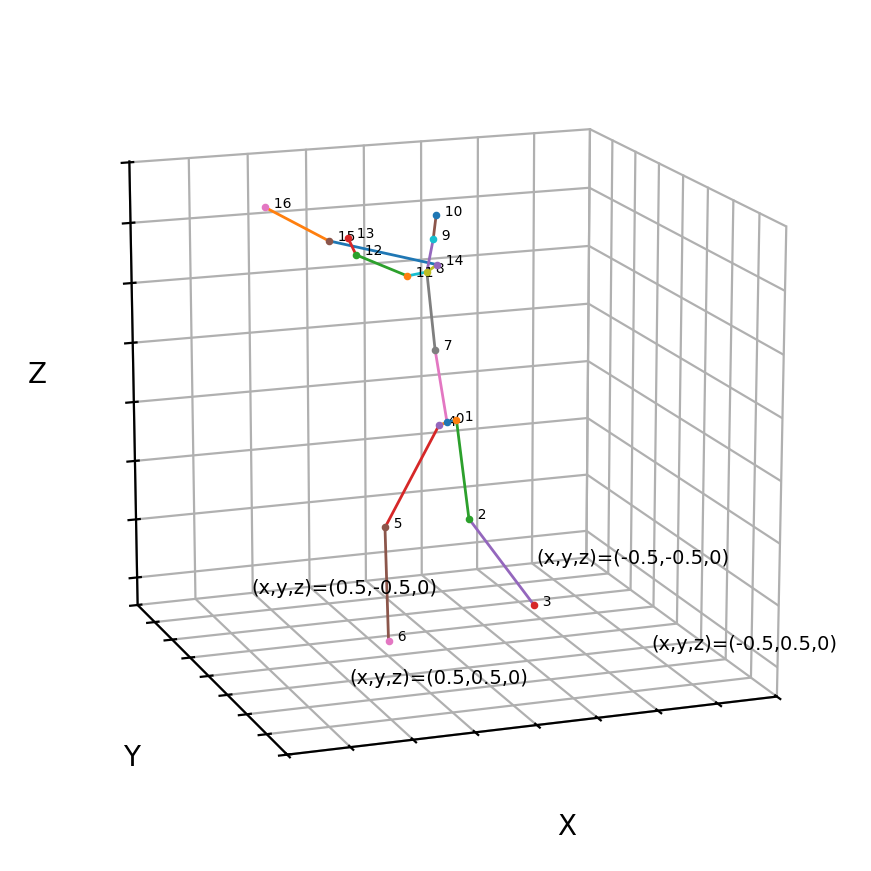 16
10
15
13
9
12
14
11
8
7
4
0
1
2
5
(x,y,z)=(-0.5,-0.5,0)
(x,y,z)=(0.5,-0.5,0)
3
6
(x,y,z)=(-0.5,0.5,0)
(x,y,z)=(0.5,0.5,0)
Z
Y
X